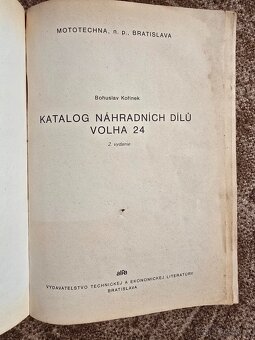 MOTOTECHNA, n. p., BRATISLAVA
Bohuslav Kořínek
KATALOG NÁHRADNÍCH DÍLŮ
VOLHA 24
2. vydanie
alfa
VYDAVATEĽSTVO TECHNICKEJ A EKONOMICKEJ LITERATÚRY
BRATISLAVA